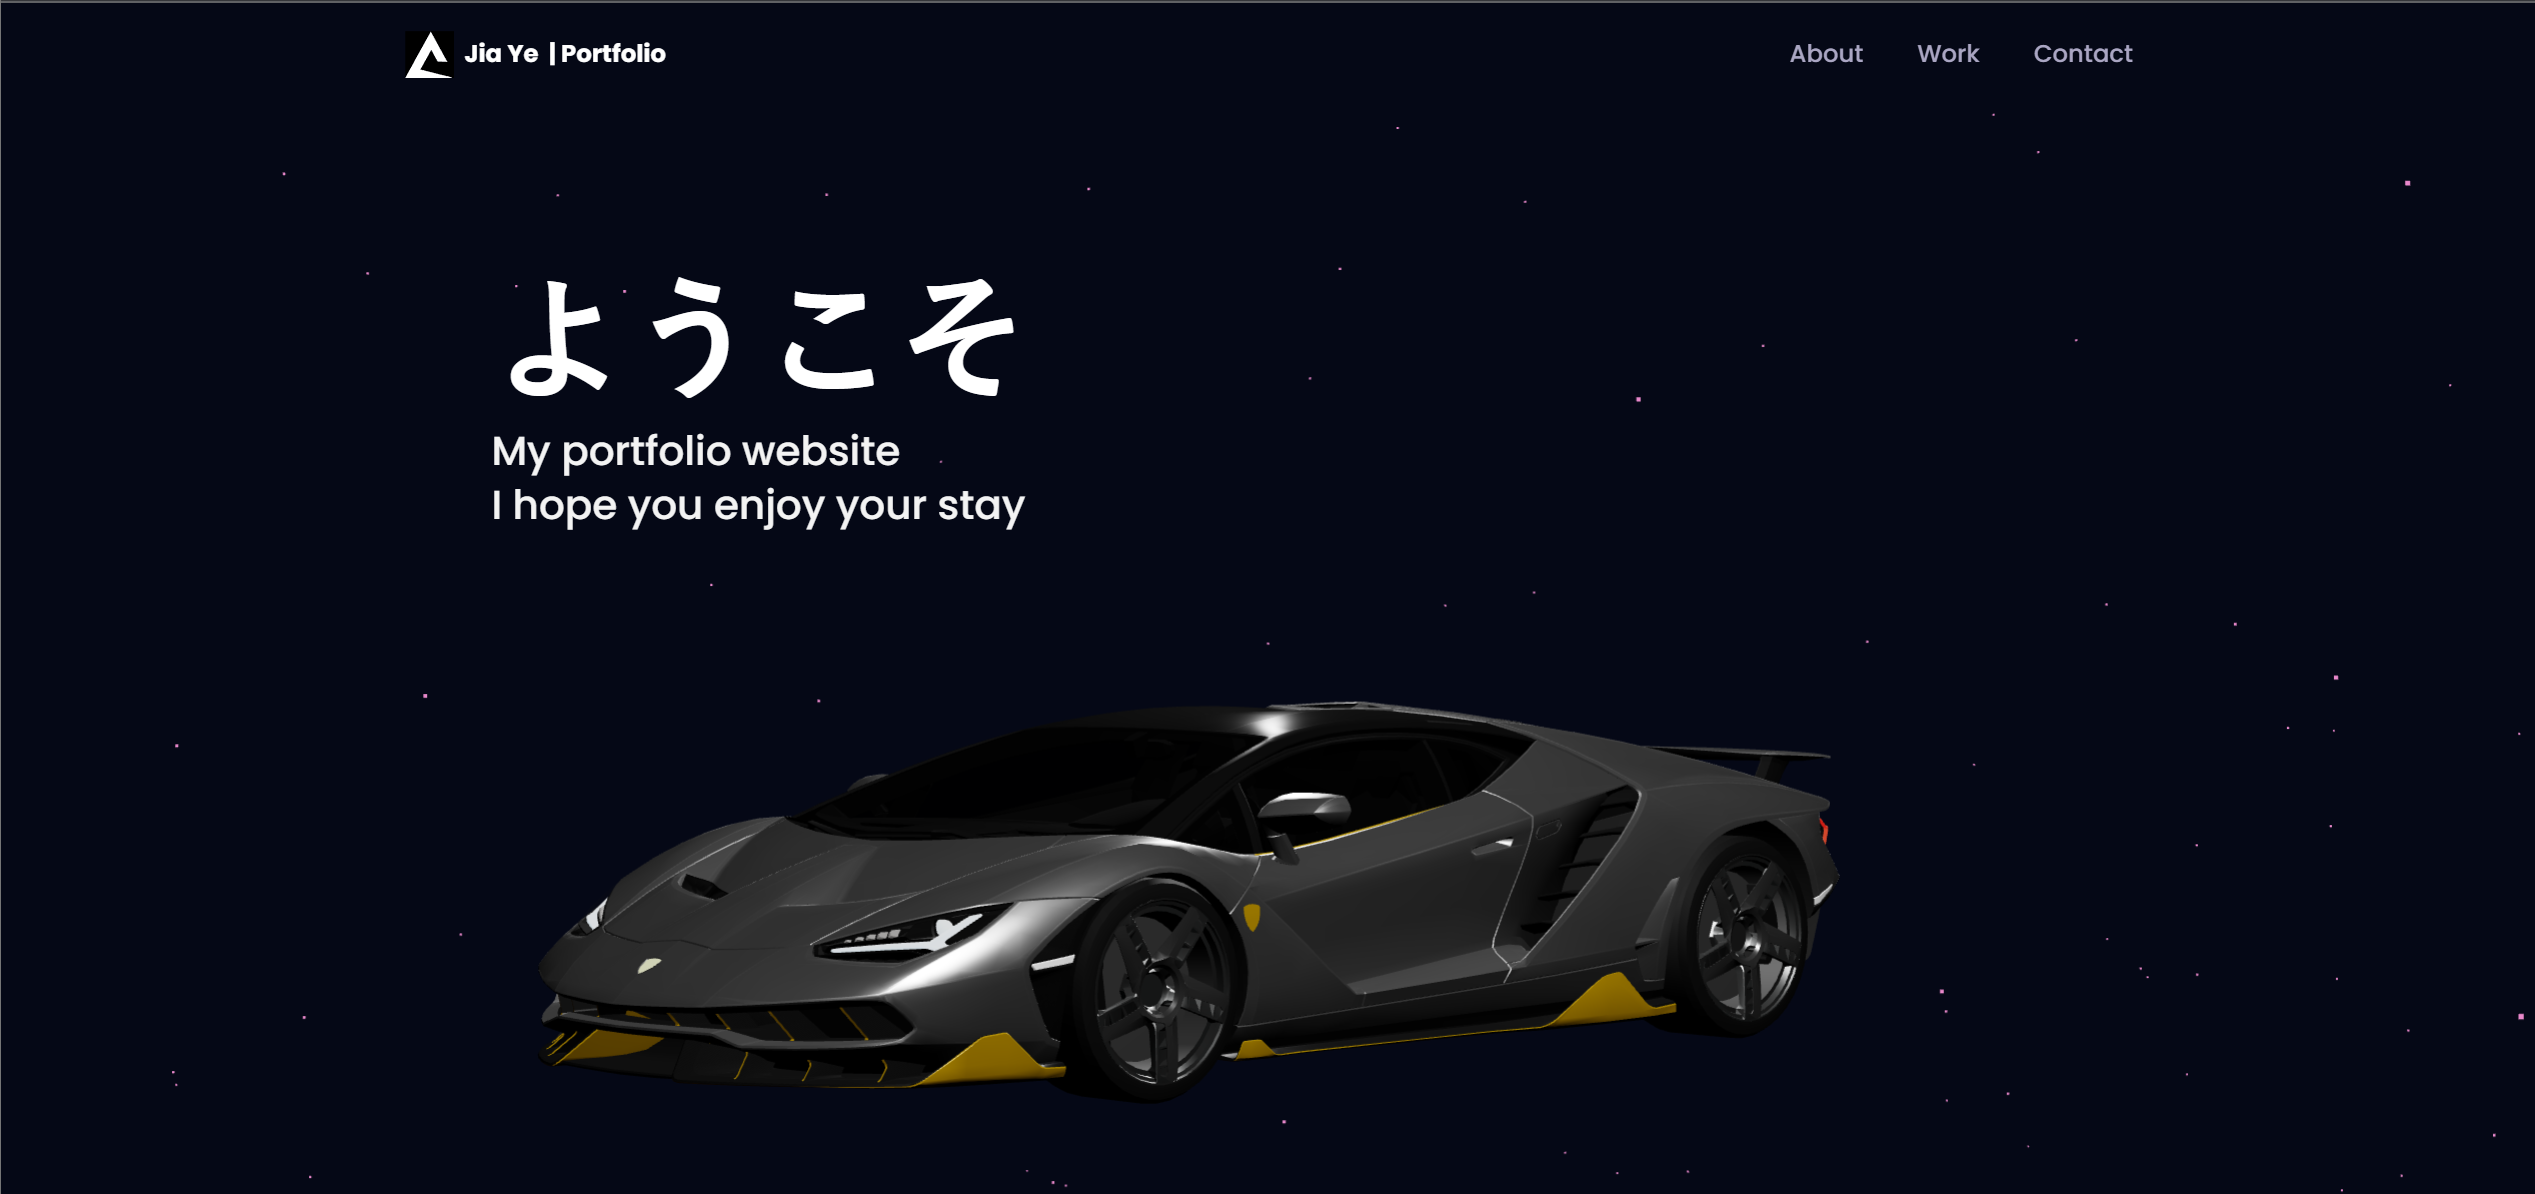 Jia Ye | Portfolio
About Work Contact
ようこそ
My portfolio website
I hope you enjoy your stay